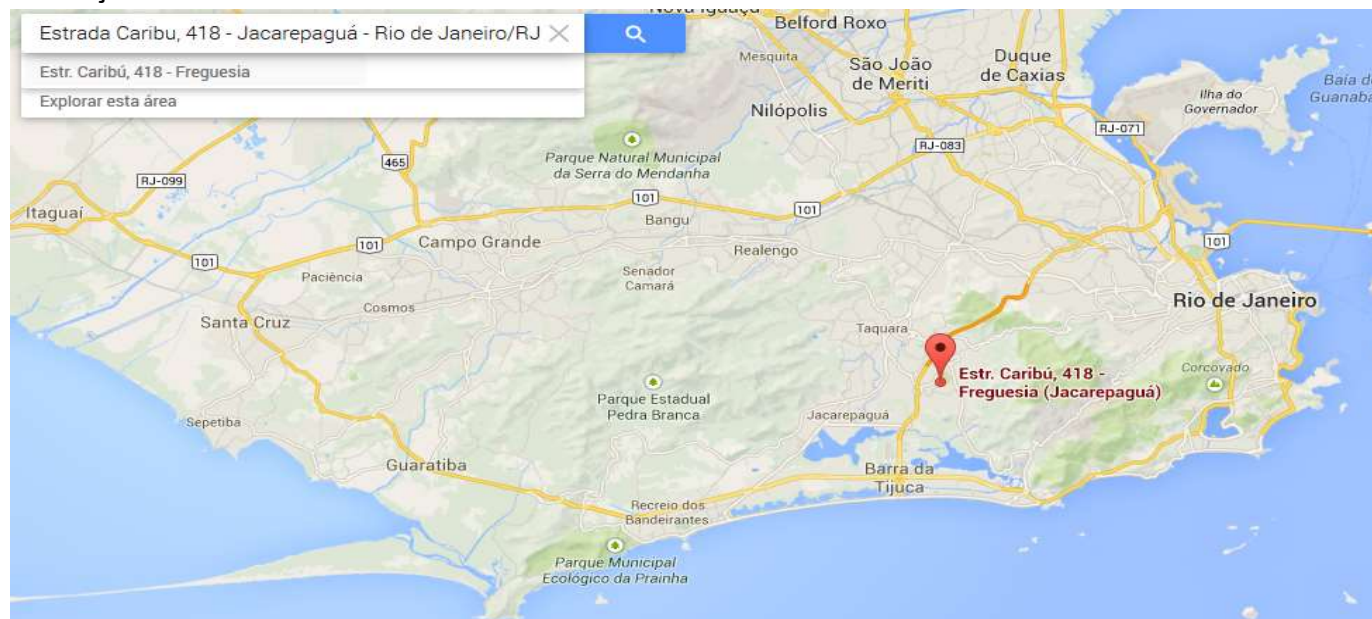 Nova Iguaçu
Belford Roxo
Estrada Caribu, 418 - Jacarepaguá - Rio de Janeiro/RJ
Estr. Caribú, 418 - Freguesia
Explorar esta área
Mesquita
São João
de Meriti
Duque
de Caxias
Nilópolis
Ilha do
Governador
Baía d
Guanaba
RJ-071
RJ-083
465
Parque Natural Municipal
da Serra do Mendanha
RJ-099
Itaguaí
101
Bangu
101
101
Campo Grande
101
101
Realengo
Senador
Camará
Paciência
Cosmos
Santa Cruz
Rio de Janeiro
Taquara
Corcovado
Estr. Caribú, 418 -
Freguesia (Jacarepaguá)
Parque Estadual
Pedra Branca
Jacarepaguá
Sepetiba
Guaratiba
Barra da
Tijuca
Recreio dos
Bandeirantes
Parque Municipal
Ecológico da Prainha